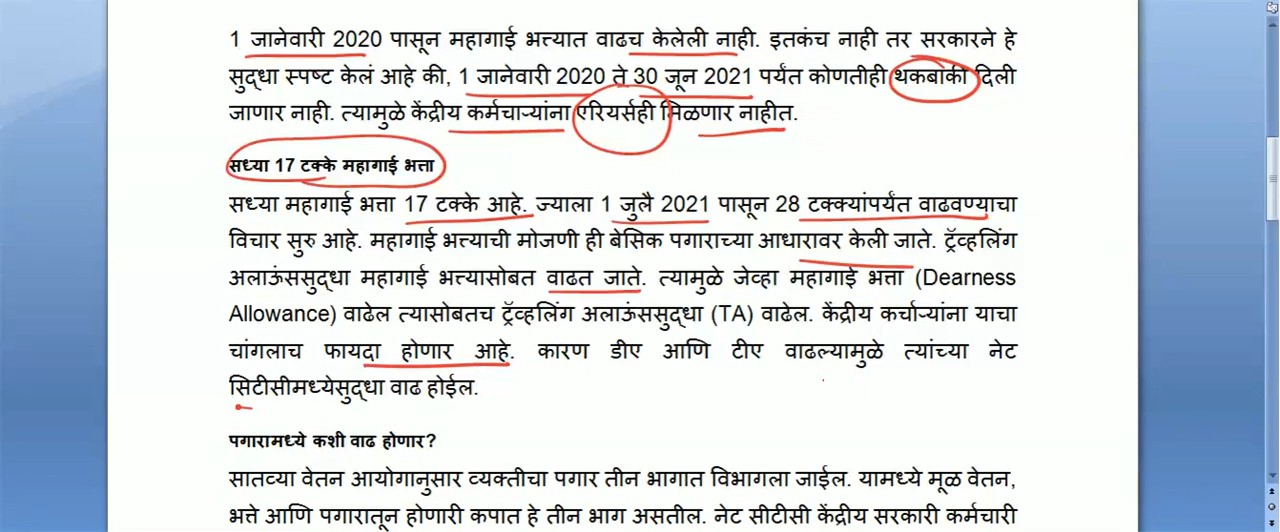 1 जानेवारी 2020 पासून महागाई भत्त्यात वाढच केलेली नाही. इतकंच नाही तर सरकारने हे
सुद्धा स्पष्ट केलं आहे की, 1 जानेवारी 2020 ते 30 जून 2021 पर्यंत कोणतीही थकबाकी दिली
जाणार नाही. त्यामुळे केंद्रीय कर्मचाऱ्यांना एरियर्सही मिळणार नाहीत.
सध्या 17 टक्के महागाई भत्ता
सध्या महागाई भत्ता 17 टक्के आहे. ज्याला 1 जुलै 2021 पासून 28 टक्क्यांपर्यंत वाढवण्याचा
विचार सुरु आहे. महागाई भत्त्याची मोजणी ही बेसिक पगाराच्या आधारावर केली जाते. ट्रॅव्हलिंग
अलाऊंससुद्धा महागाई भत्त्यासोबत वाढत जाते. त्यामुळे जेव्हा महागाई भत्ता (Dearness
Allowance) वाढेल त्यासोबतच ट्रॅव्हलिंग अलाऊंससुद्धा (TA) वाढेल. केंद्रीय कर्चाऱ्यांना याचा
चांगलाच फायदा होणार आहे. कारण डीए आणि टीए वाढल्यामुळे त्यांच्या नेट
सिटीसीमध्येसुद्धा वाढ होईल.
पगारामध्ये कशी वाढ होणार?
सातव्या वेतन आयोगानुसार व्यक्तीचा पगार तीन भागात विभागला जाईल. यामध्ये मूळ वेतन,
भत्ते आणि पगारातून होणारी कपात हे तीन भाग असतील. नेट सीटीसी केंद्रीय सरकारी कर्मचारी